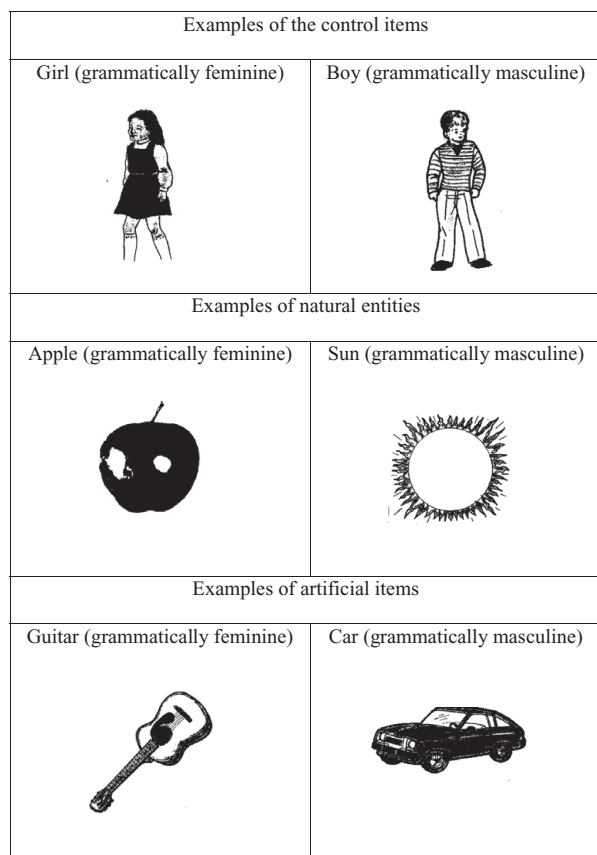 Examples of the control items
Girl (grammatically feminine)
Boy (grammatically masculine)
Examples of natural entities
Apple (grammatically feminine)
Sun (grammatically masculine)
Examples of artificial items
Guitar (grammatically feminine)
Car (grammatically masculine)